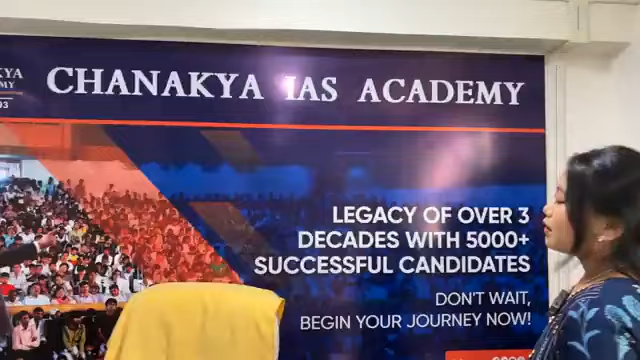 CHANAKYA IAS ACADEMY
LEGACY OF OVER 3
DECADES WITH 5000+
SUCCESSFUL CANDIDATES
DON'T WAIT,
BEGIN YOUR JOURNEY NOW!